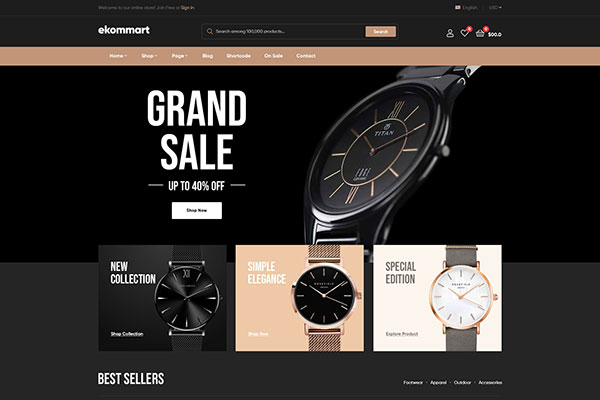 Welcome to our online store! Join Free or Sign in
English
USD
ekommart
Search among 100,000 products...
Search
0
0
$00.0
Home
Shop
Page
Blog
Shortcode
On Sale
Contact
GRAND
SALE
UP TO 40% OFF
Shop Now
TITAN
NEW
COLLECTION
Shop Collection
SIMPLE
ELEGANCE
Shop Now
ROSEFIELD
SPECIAL
EDITION
Explore Product
ROSEFIELD
BEST SELLERS
Footwear
Apparel
Outdoor
Accessories